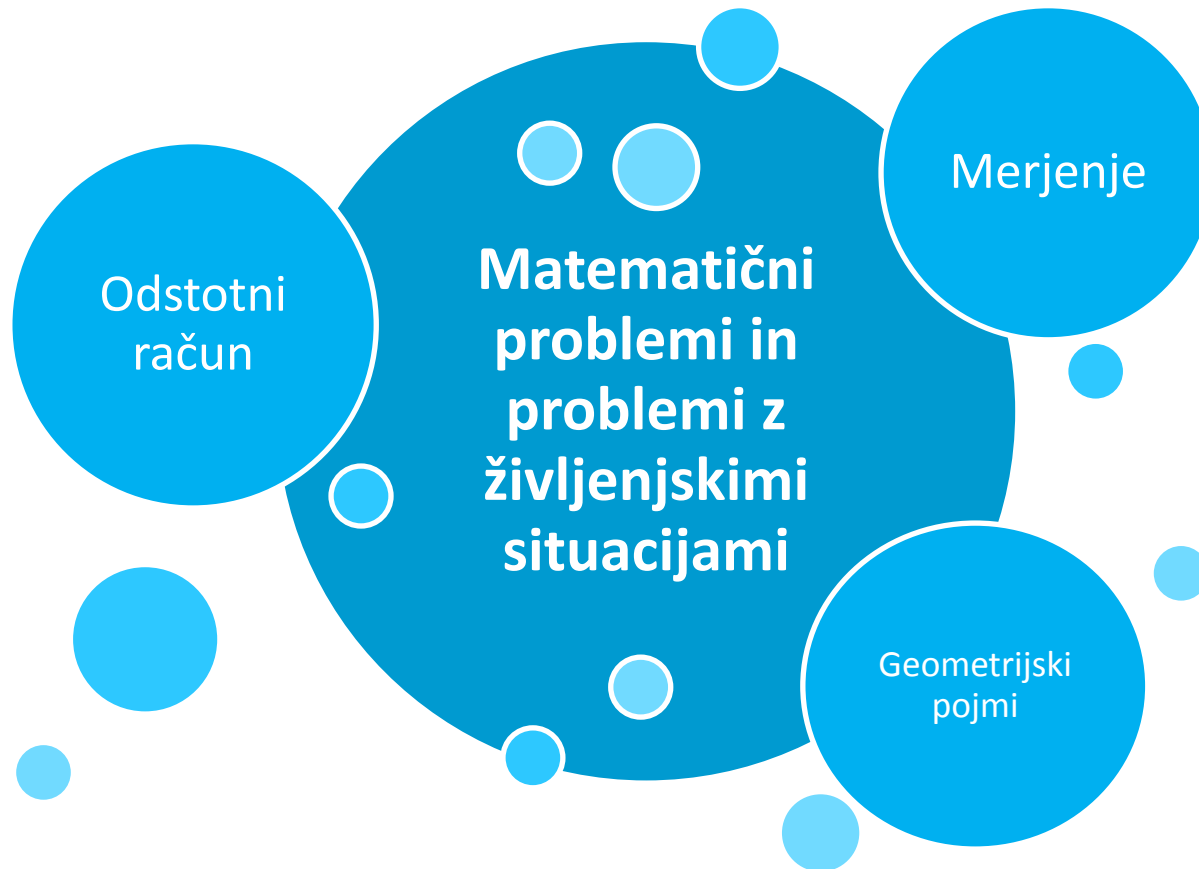 Odstotni
račun
Matematični
problemi in
problemi z
življenjskimi
situacijami
Merjenje
Geometrijski
pojmi